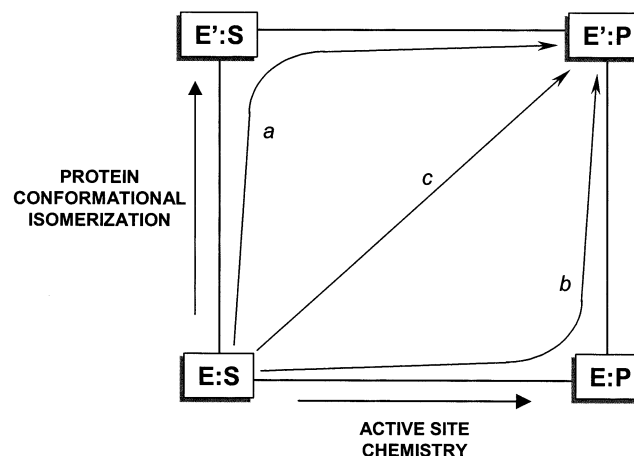 E’:S
E’:P
a
PROTEIN
CONFORMATIONAL
ISOMERIZATION
c
b
E:S
E:P
ACTIVE SITE
CHEMISTRY